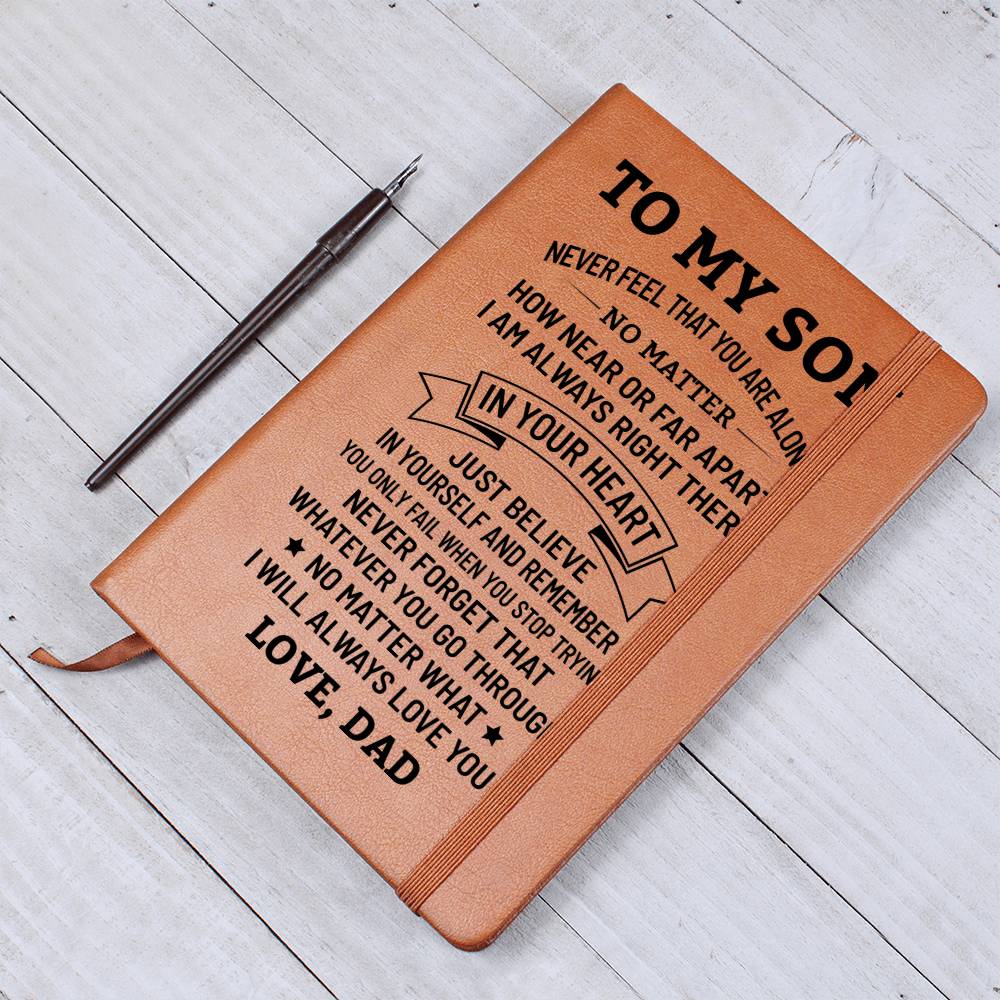 TO MY SON
NEVER FEEL THAT YOU ARE ALON
NO MATTER
HOW NEAR OR FAR APART
I AM ALWAYS RIGHT THER
IN YOUR HEART
JUST BELIEVE
IN YOURSELF AND REMEMBER
YOU ONLY FAIL WHEN YOU STOP TRYIN
NEVER FORGET THAT
WHATEVER YOU GO THROUGH
NO MATTER WHAT
I WILL ALWAYS LOVE YOU
LOVE, DAD